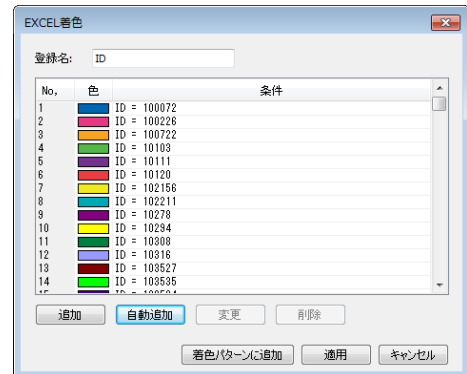 EXCEL着色
登録名: ID
No, 色 条件
1 ID = 100072
2 ID = 100226
3 ID = 100722
4 ID = 10103
5 ID = 10111
6 ID = 10120
7 ID = 102156
8 ID = 102211
9 ID = 10278
10 ID = 10294
11 ID = 10308
12 ID = 10316
13 ID = 103527
14 ID = 103535
追加 自動追加 変更 削除
着色パターンに追加 適用 キャンセル